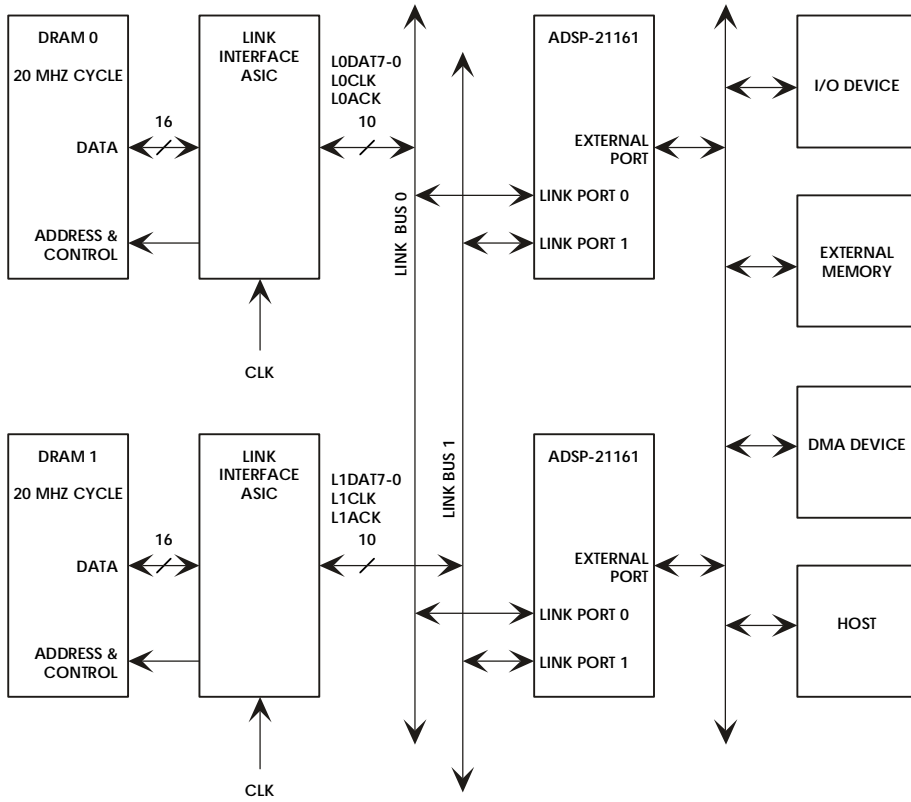 DRAM 0
20 MHZ CYCLE
DATA
ADDRESS &
CONTROL
16
LINK
INTERFACE
ASIC
CLK
L0DAT7-0
L0CLK
L0ACK
10
LINK BUS 0
LINK BUS 1
ADSP-21161
EXTERNAL
PORT
LINK PORT 0
LINK PORT 1
I/O DEVICE
EXTERNAL
MEMORY
DRAM 1
20 MHZ CYCLE
DATA
ADDRESS &
CONTROL
16
LINK
INTERFACE
ASIC
CLK
L1DAT7-0
L1CLK
L1ACK
10
ADSP-21161
EXTERNAL
PORT
LINK PORT 0
LINK PORT 1
DMA DEVICE
HOST